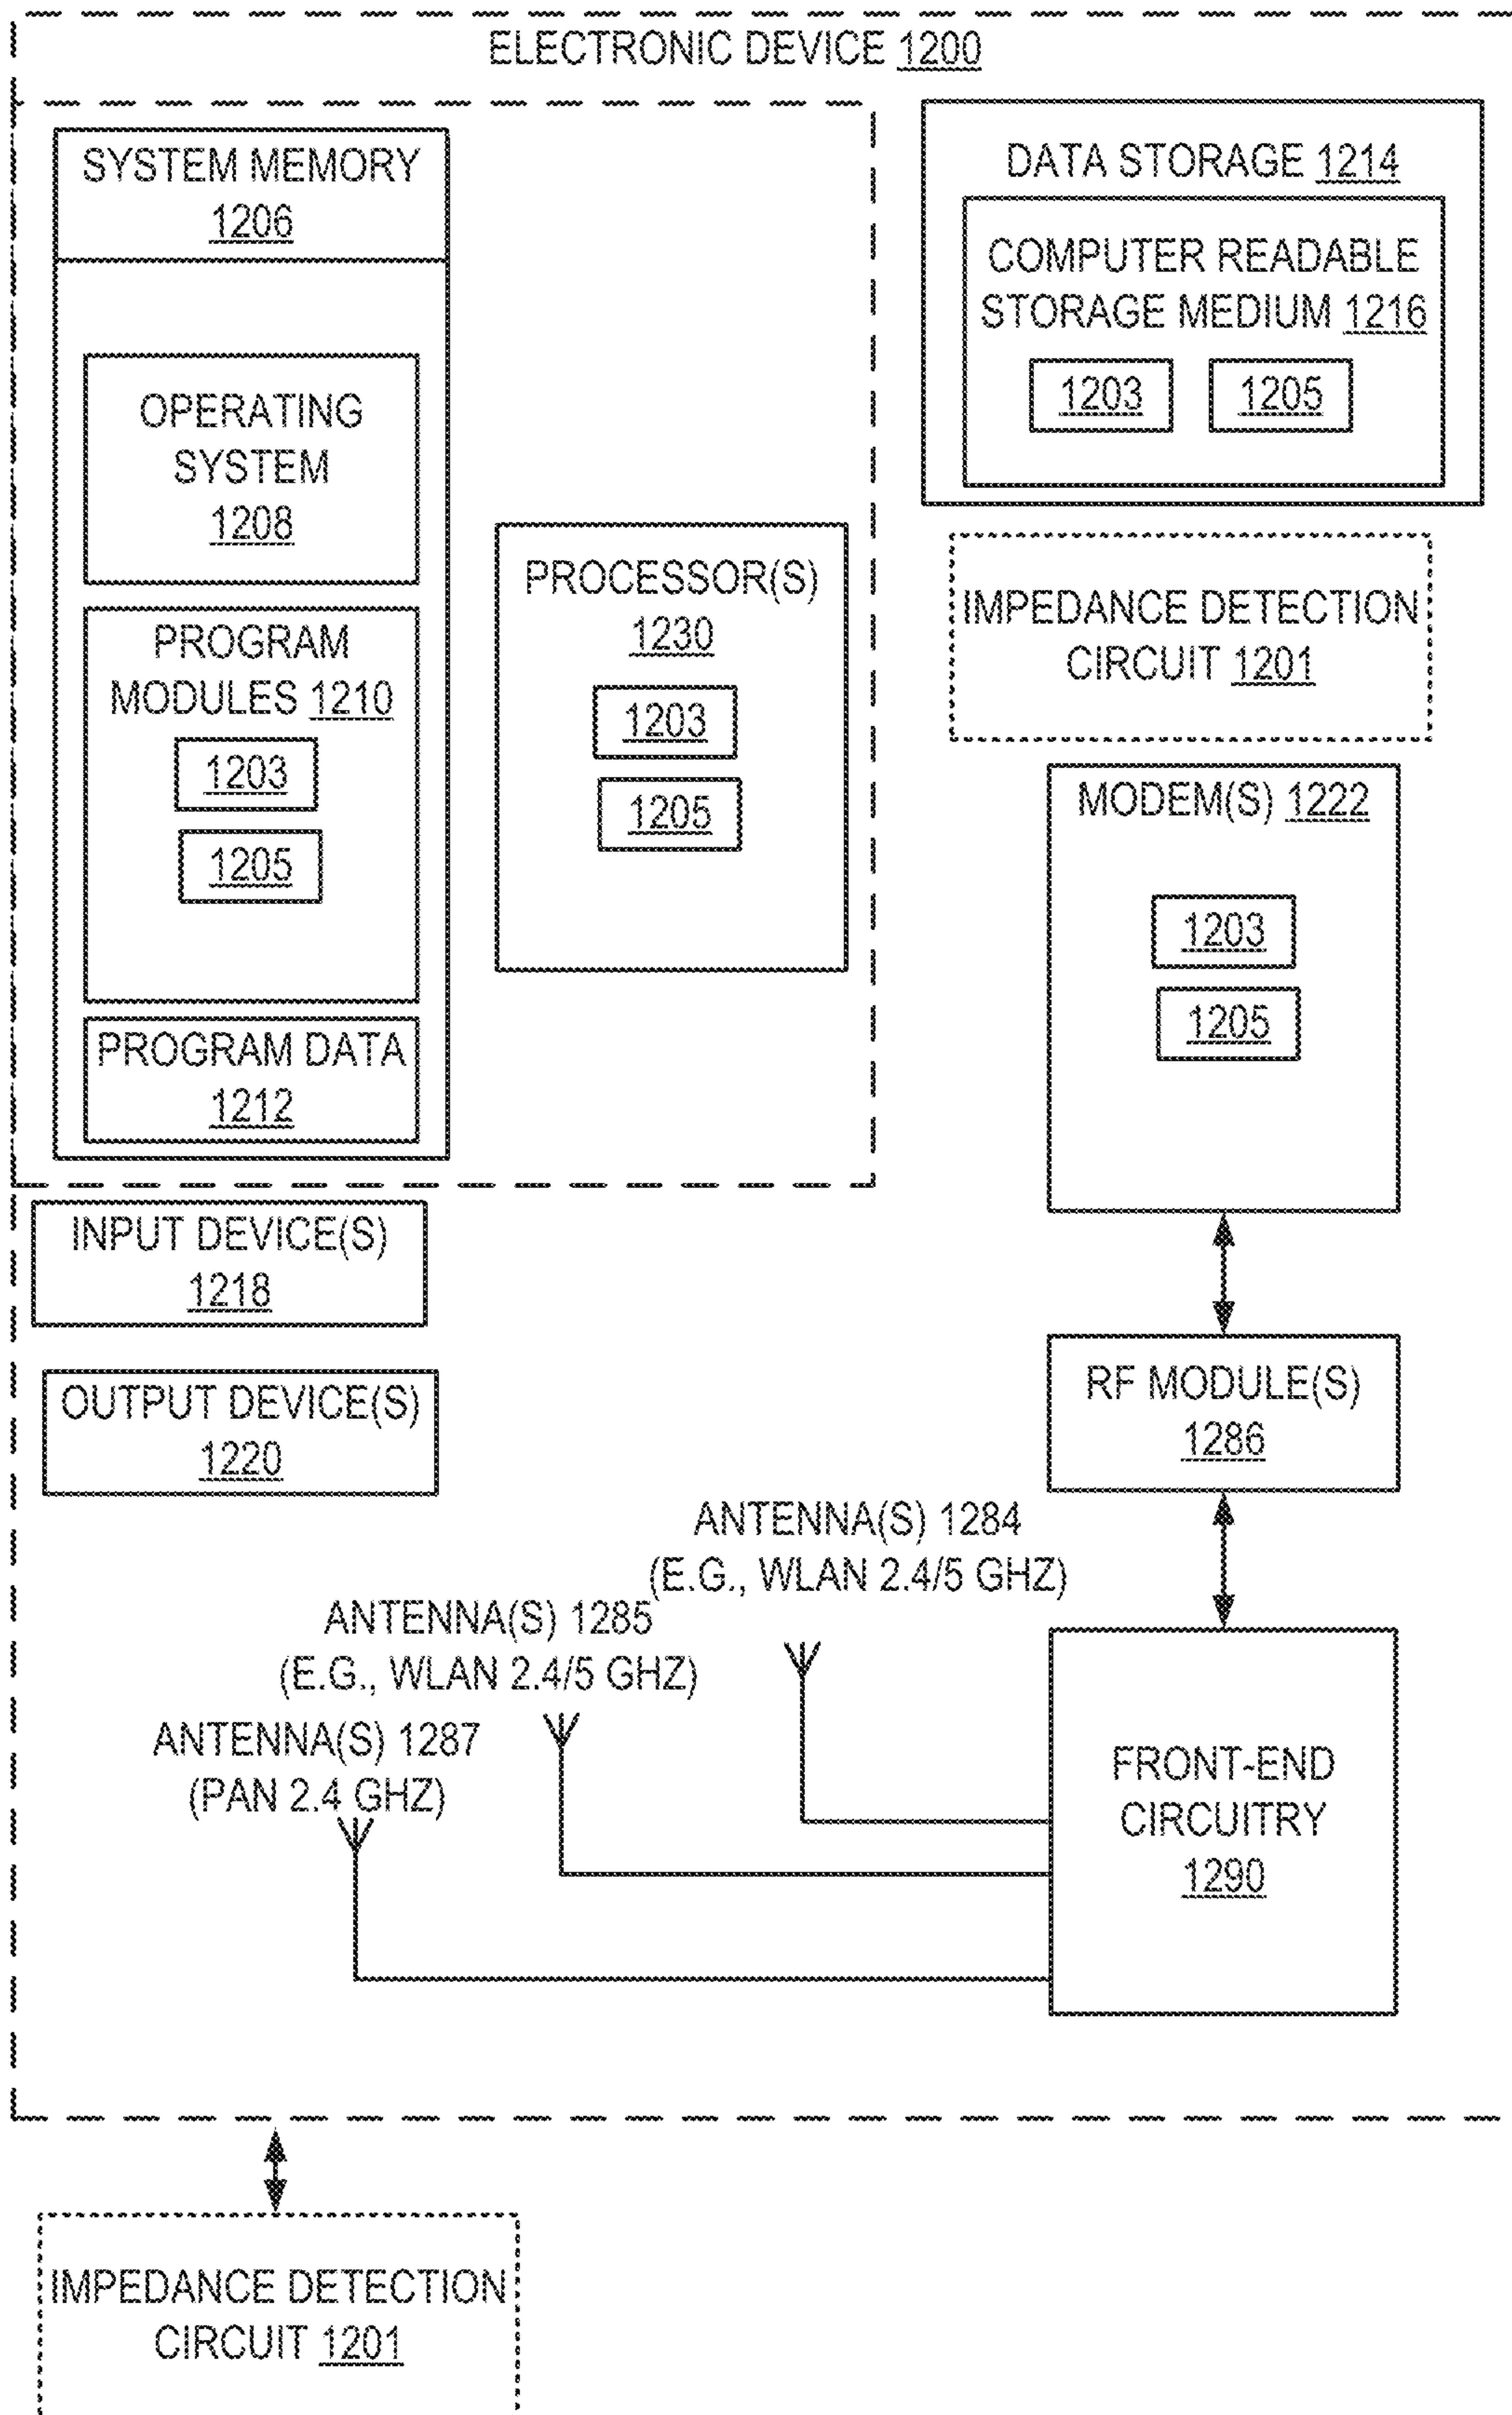 ELECTRONIC DEVICE 1200
SYSTEM MEMORY
1206
OPERATING
SYSTEM
1208
PROGRAM
MODULES 1210
1203
1205
PROGRAM DATA
1212
PROCESSOR(S)
1230
1203
1205
DATA STORAGE 1214
COMPUTER READABLE
STORAGE MEDIUM 1216
1203 1205
IMPEDANCE DETECTION
CIRCUIT 1201
MODEM(S) 1222
1203
1205
INPUT DEVICE(S)
1218
OUTPUT DEVICE(S)
1220
RF MODULE(S)
1286
ANTENNA(S) 1284
(E.G., WLAN 2.4/5 GHZ)
ANTENNA(S) 1285
(E.G., WLAN 2.4/5 GHZ)
ANTENNA(S) 1287
(PAN 2.4 GHZ)
FRONT-END
CIRCUITRY
1290
IMPEDANCE DETECTION
CIRCUIT 1201